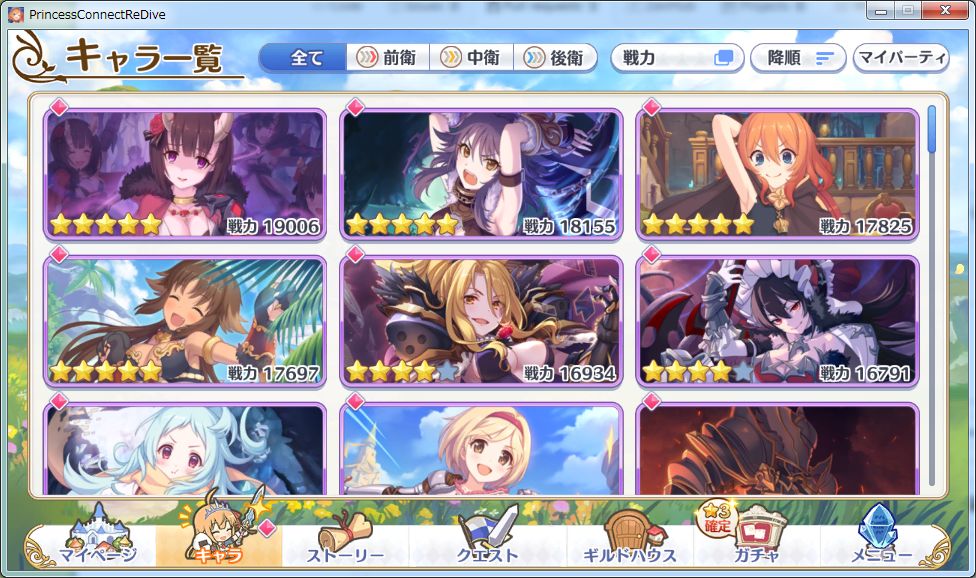 PrincessConnectReDive
キャラ一覧
全て 前衛 中衛 後衛 戦力 降順 マイパーティ
戦力 19006 戦力 18155 戦力 17825
戦力 17697 戦力 16934 戦力 16791
★3
確定
マイページ キャラ ストーリー クエスト ギルドハウス ガチャ メニュー